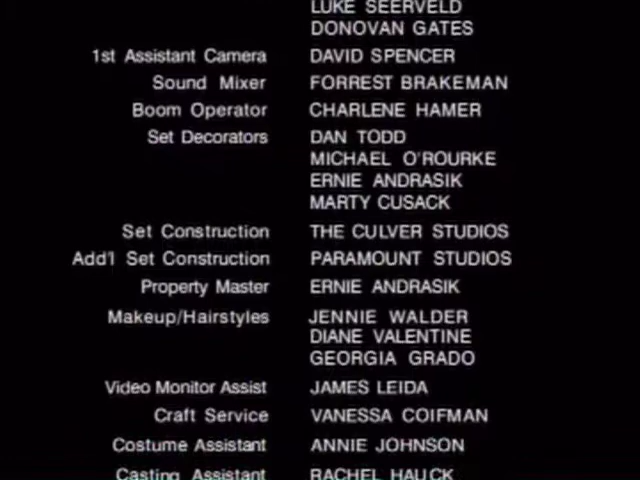 LUKE SEERVELD
DONOVAN GATES
1st Assistant Camera DAVID SPENCER
Sound Mixer FORREST BRAKEMAN
Boom Operator CHARLENE HAMER
Set Decorators DAN TODD
MICHAEL O'ROURKE
ERNIE ANDRASIK
MARTY CUSACK
Set Construction THE CULVER STUDIOS
Add'l Set Construction PARAMOUNT STUDIOS
Property Master ERNIE ANDRASIK
Makeup/Hairstyles JENNIE WALDER
DIANE VALENTINE
GEORGIA GRADO
Video Monitor Assist JAMES LEIDA
Craft Service VANESSA COIFMAN
Costume Assistant ANNIE JOHNSON
Casting Assistant RACHEL HAUCK